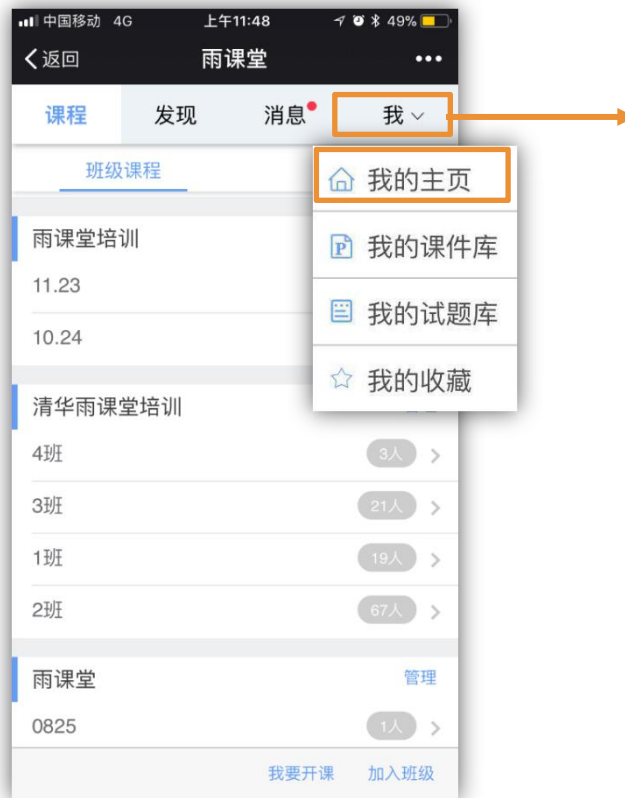 中国移动 4G 上午11:48 49%
返回 雨课堂 •••
课程 发现 消息 我
班级课程
我的主页
我的课件库
我的试题库
我的收藏
雨课堂培训
11.23
10.24
清华雨课堂培训
4班 3人
3班 21人
1班 19人
2班 67人
雨课堂 管理
0825 1人
我要开课 加入班级